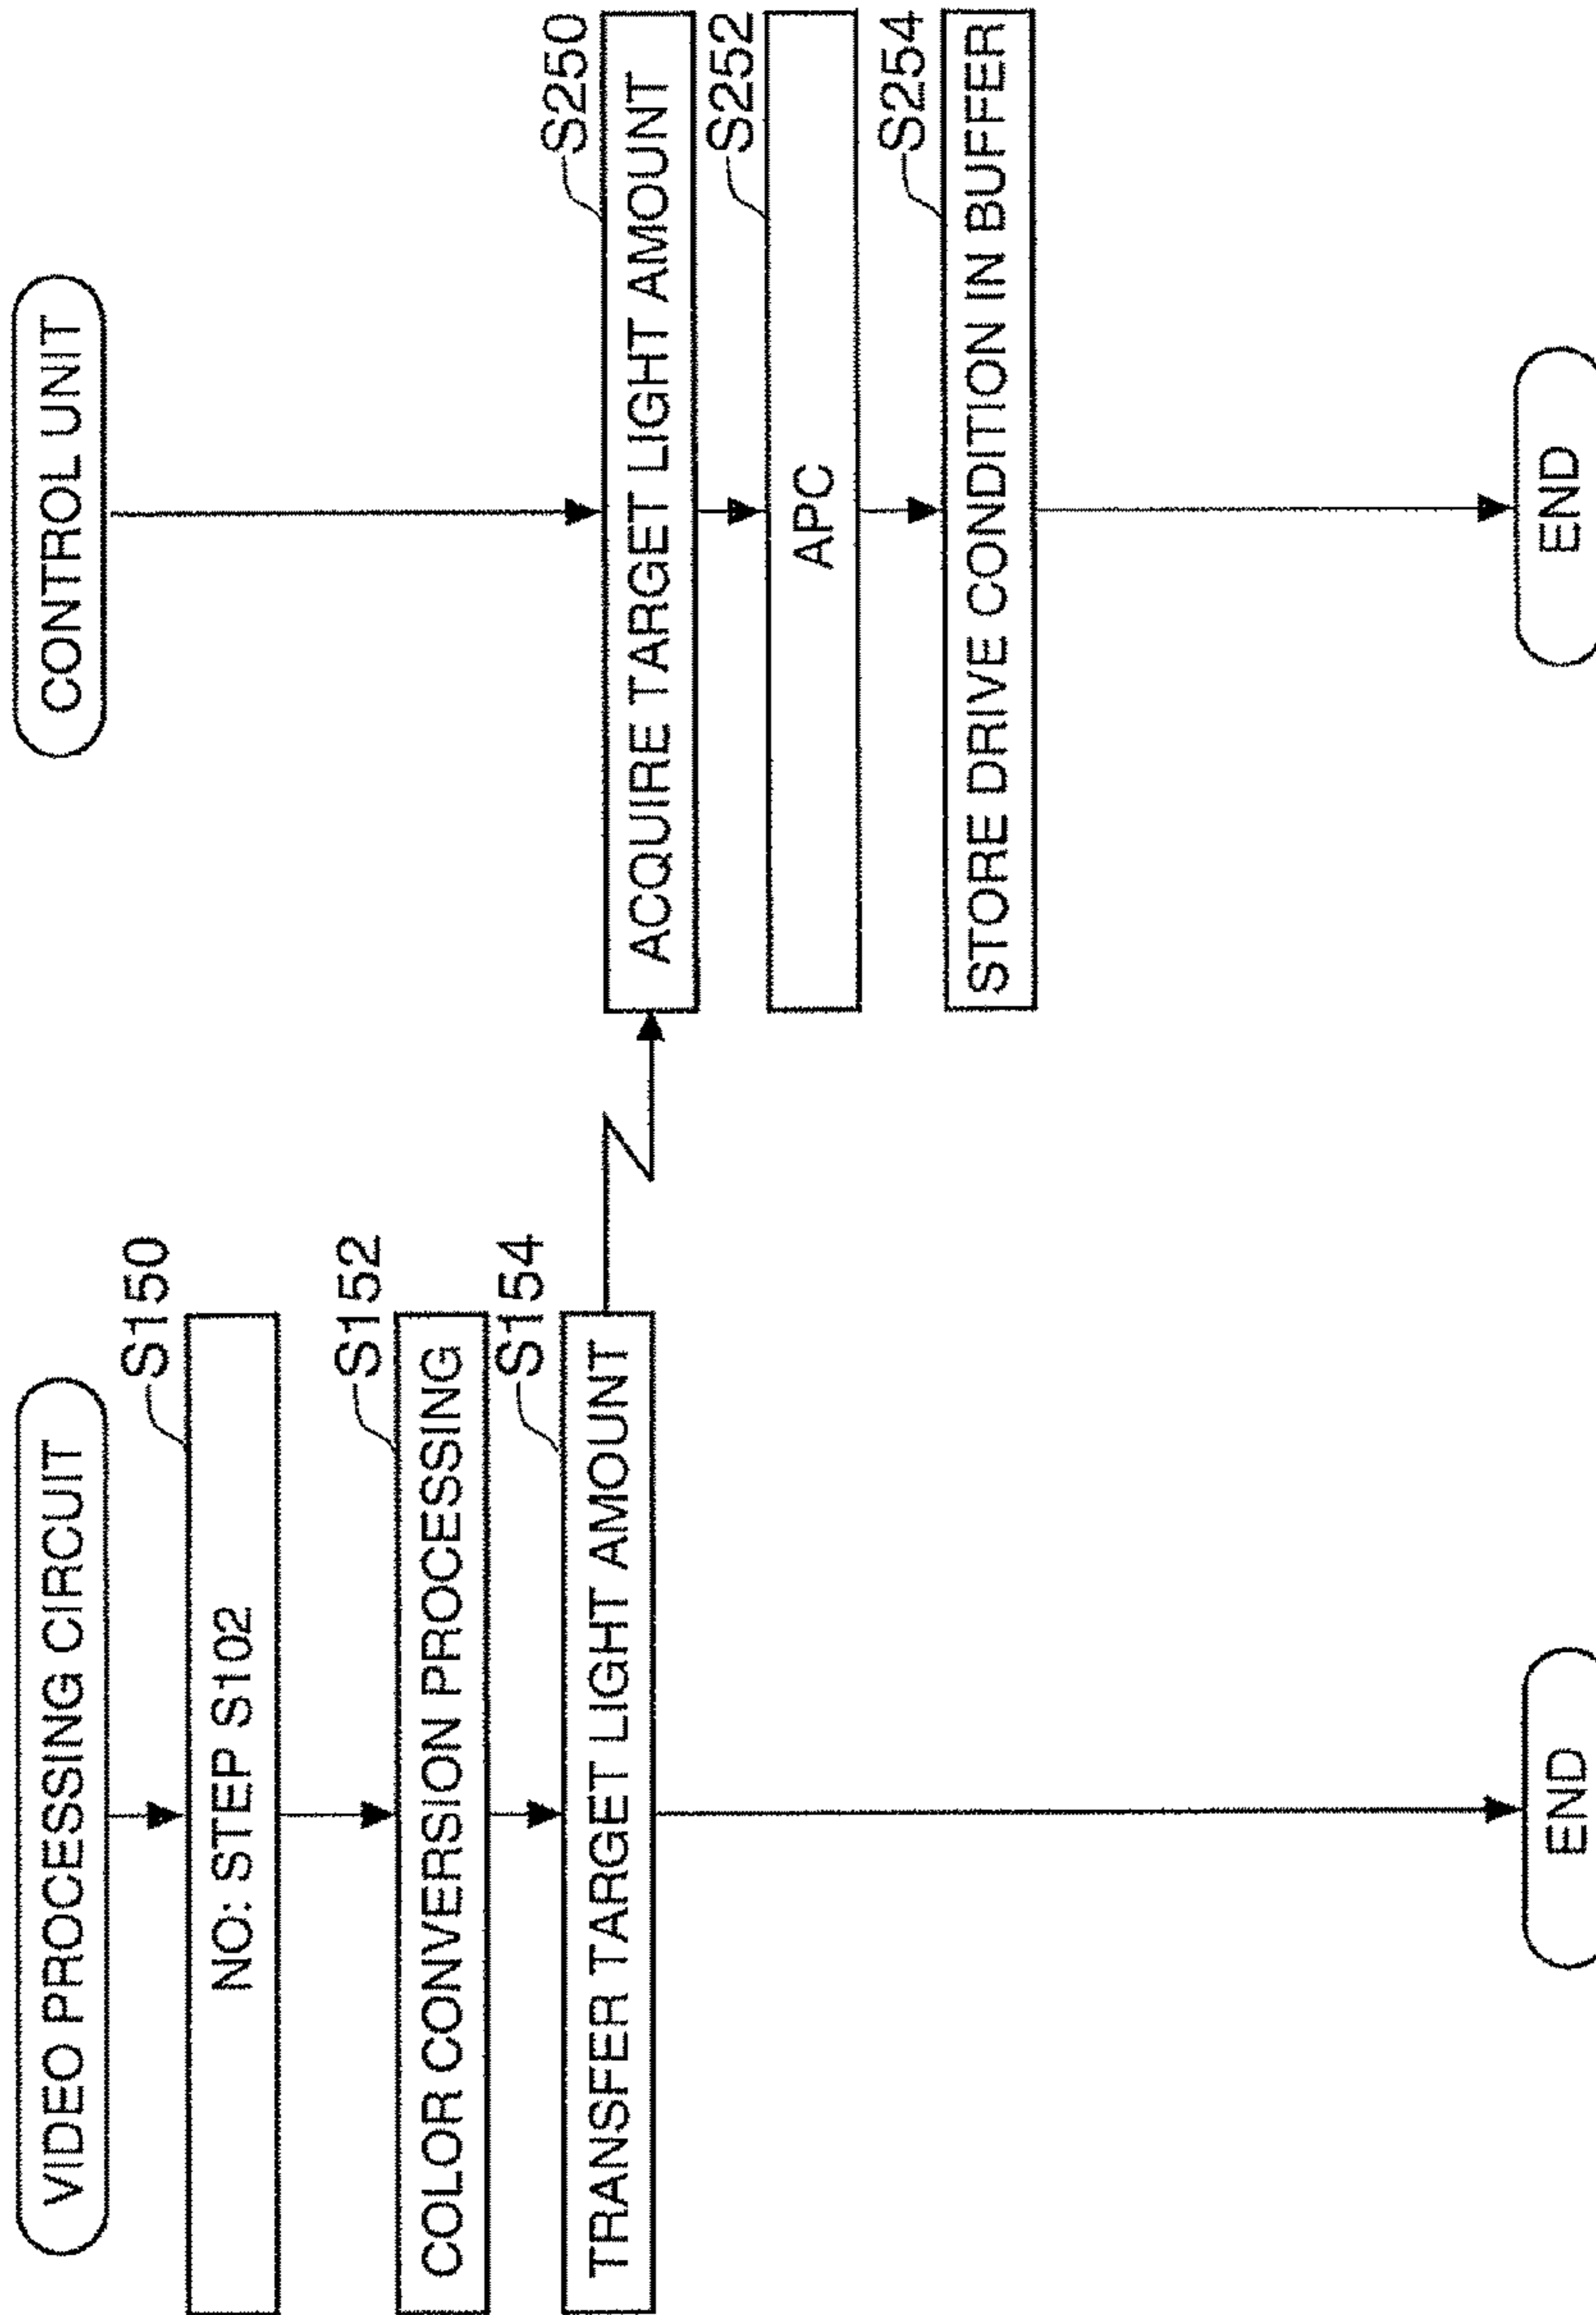 VIDEO PROCESSING CIRCUIT
S150
NO: STEP S102
S152
COLOR CONVERSION PROCESSING
S154
TRANSFER TARGET LIGHT AMOUNT
END
CONTROL UNIT
S250
ACQUIRE TARGET LIGHT AMOUNT
S252
APC
S254
STORE DRIVE CONDITION IN BUFFER
END